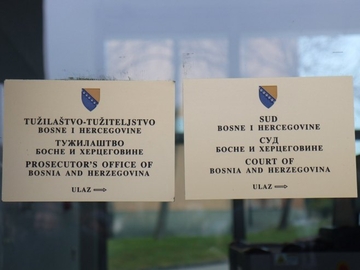 TUŽILAŠTVO-TUŽITELJSTVO
BOSNE I HERCEGOVINE
ТУЖИЛАШТВО
БОСНЕ И ХЕРЦЕГОВИНЕ
PROSECUTOR'S OFFICE OF
BOSNIA AND HERZEGOVINA
ULAZ
SUD
BOSNE I HERCEGOVINE
СУД
БОСНЕ И ХЕРЦЕГОВИНЕ
COURT OF
BOSNIA AND HERZEGOVINA
ULAZ